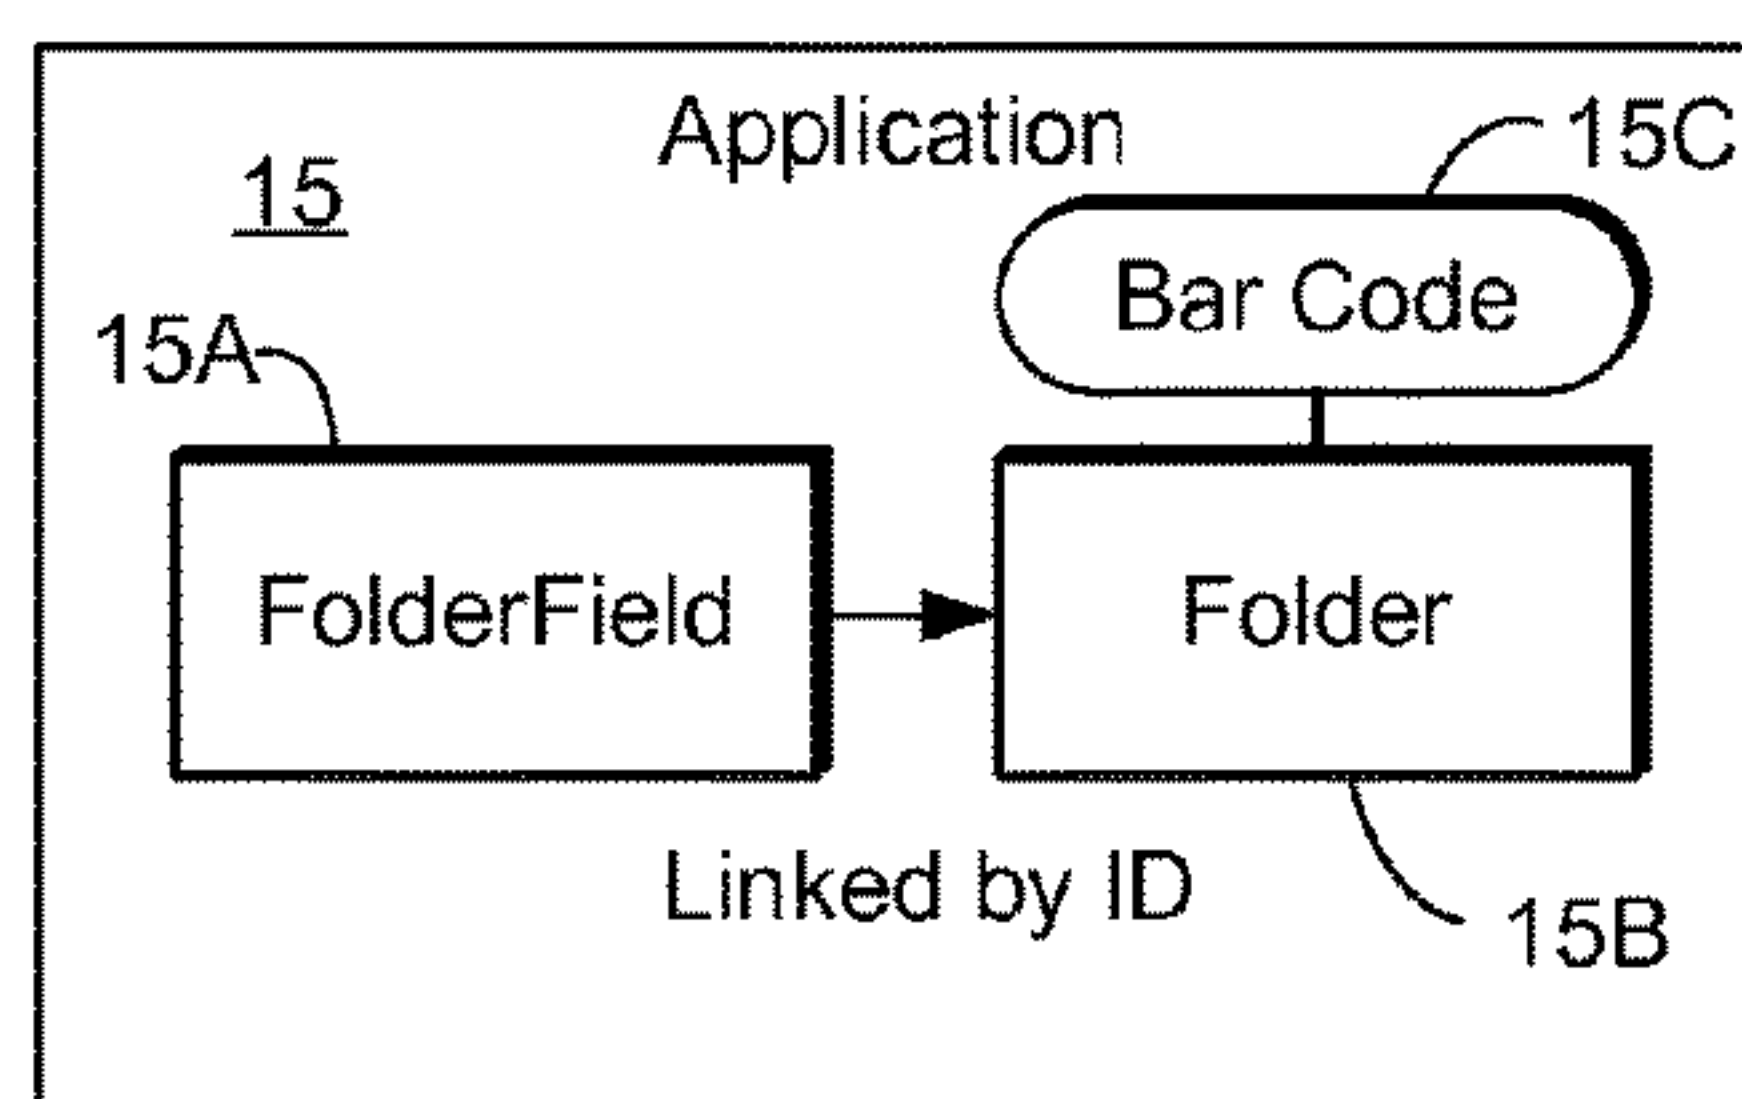 Application
15C
15
Bar Code
15A
FolderField
Folder
Linked by ID
15B